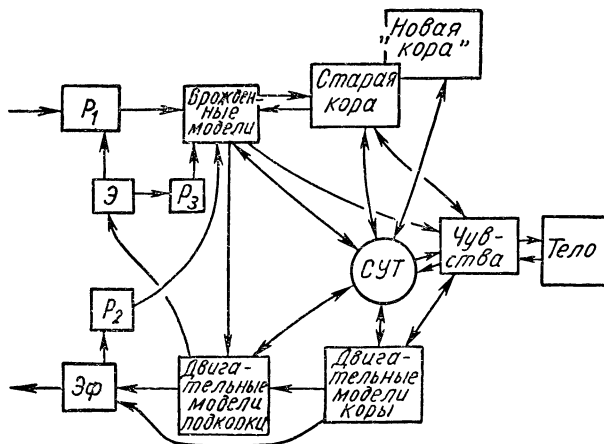 "Новая
кора"
Старая
кора
P1
Врожден-
ные
модели
Э
P3
Чув-
ства
Тело
СУТ
P2
Эф
Двига-
тельные
модели
подкорки
Двига-
тельные
модели
коры